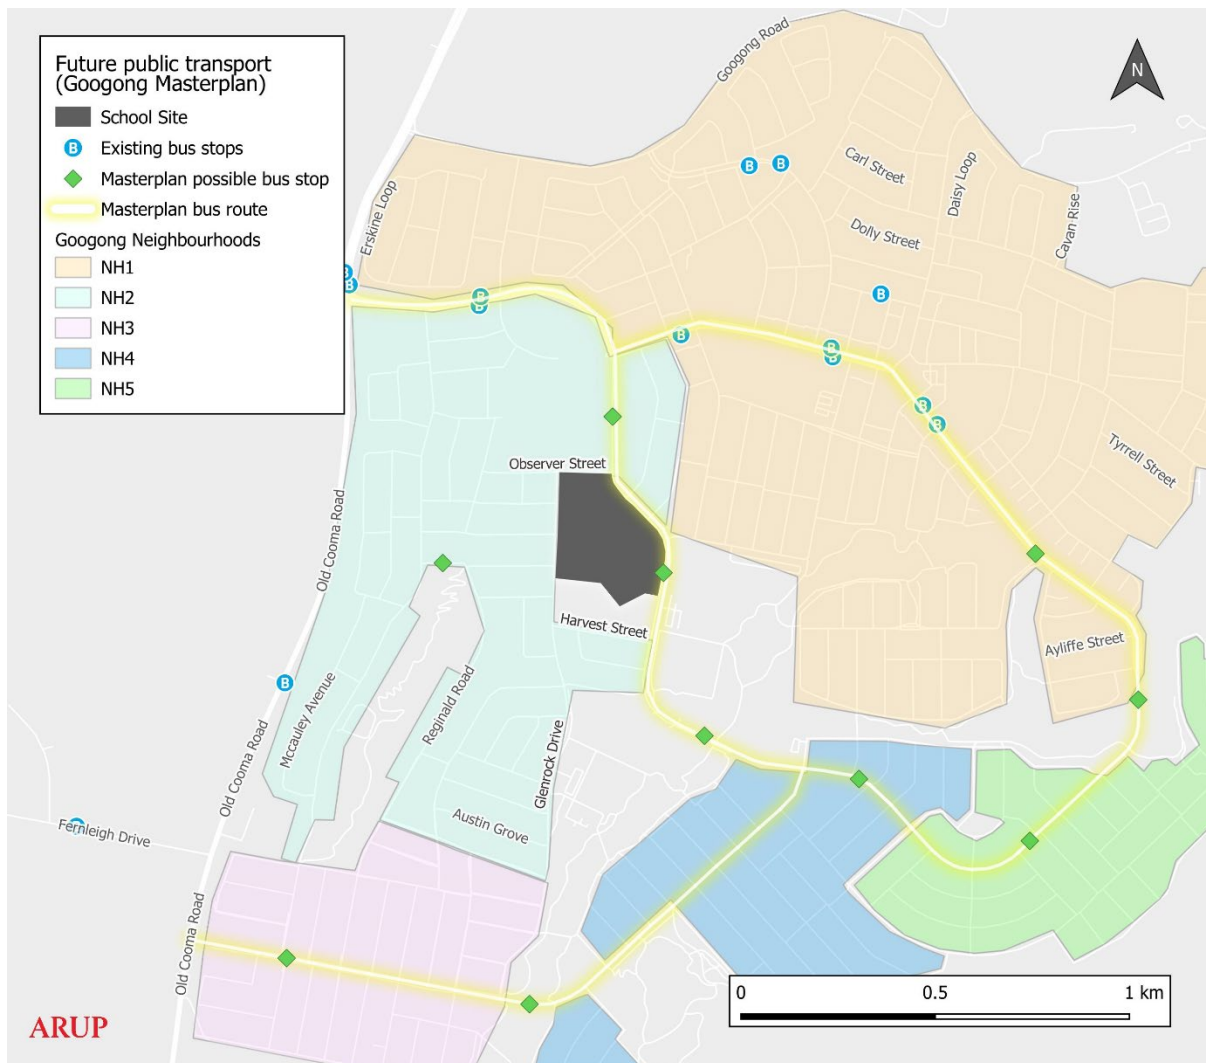 Future public transport
(Googong Masterplan)
School Site
B
Existing bus stops
Masterplan possible bus stop
Masterplan bus route
Googong Neighbourhoods
NH1
NH2
NH3
NH4
NH5
Googong Road
N
Erskine Loop
B
B
Carl Street
Daisy Loop
Cavan Rise
Dolly Street
B
B
B
B
B
B
B
B
B
B
B
Tyrrell Street
Observer Street
Old Cooma Road
Harvest Street
Ayliffe Street
B
Mccauley Avenue
Reginald Road
Glenrock Drive
Old Cooma Road
Austin Grove
B
Fernleigh Drive
Old Cooma Road
0
0.5
1 km
ARUP